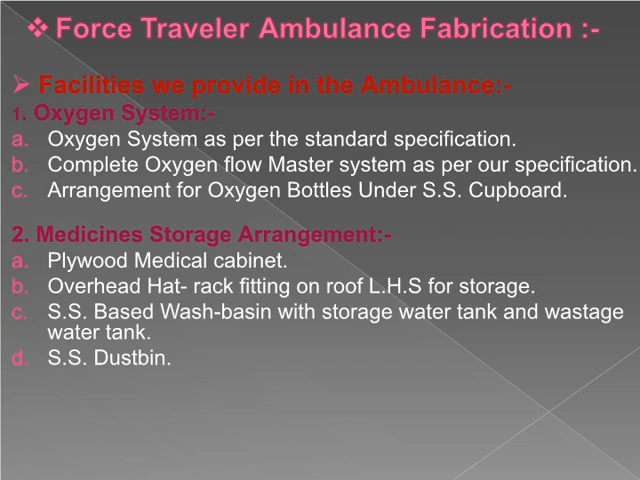 ❖ Force Traveler Ambulance Fabrication :-
➢ Facilities we provide in the Ambulance:-
1. Oxygen System:-
a. Oxygen System as per the standard specification.
b. Complete Oxygen flow Master system as per our specification.
c. Arrangement for Oxygen Bottles Under S.S. Cupboard.
2. Medicines Storage Arrangement:-
a. Plywood Medical cabinet.
b. Overhead Hat- rack fitting on roof L.H.S for storage.
c. S.S. Based Wash-basin with storage water tank and wastage
water tank.
d. S.S. Dustbin.